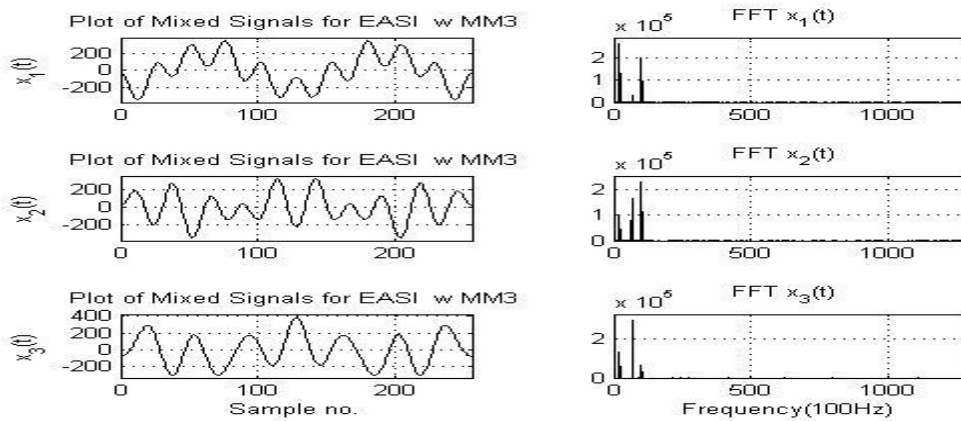 Plot of Mixed Signals for EASI w MM3
x1(t)
200
0
-200
0 100 200
x 10^5 FFT x1(t)
2
1
0
0 500 1000
Plot of Mixed Signals for EASI w MM3
x2(t)
200
0
-200
0 100 200
x 10^5 FFT x2(t)
2
1
0
0 500 1000
Plot of Mixed Signals for EASI w MM3
x3(t)
400
200
0
-200
0 100 200
Sample no.
x 10^5 FFT x3(t)
2
0
0 500 1000
Frequency(100Hz)